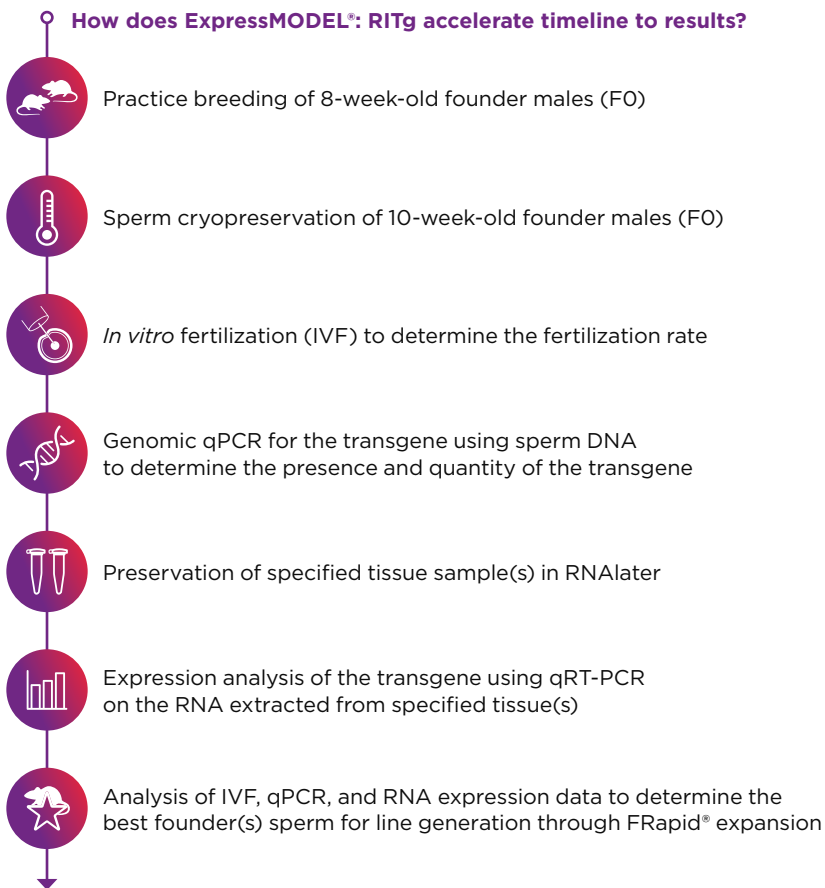 How does ExpressMODEL®: RITg accelerate timeline to results?
Practice breeding of 8-week-old founder males (F0)
Sperm cryopreservation of 10-week-old founder males (F0)
In vitro fertilization (IVF) to determine the fertilization rate
Genomic qPCR for the transgene using sperm DNA
to determine the presence and quantity of the transgene
Preservation of specified tissue sample(s) in RNAlater
Expression analysis of the transgene using qRT-PCR
on the RNA extracted from specified tissue(s)
Analysis of IVF, qPCR, and RNA expression data to determine the
best founder(s) sperm for line generation through FRapid® expansion